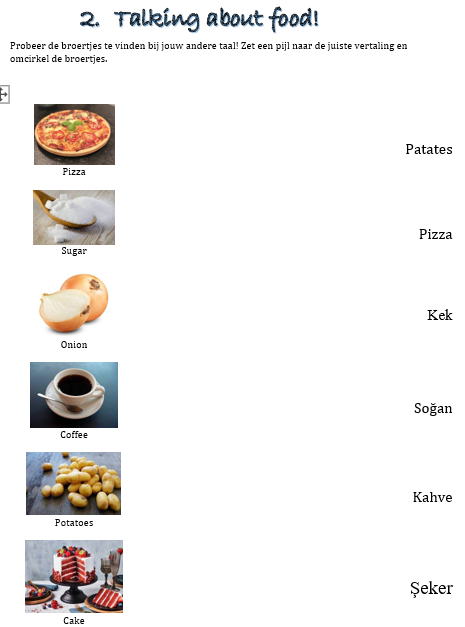 2. Talking about food!
Probeer de broertjes te vinden bij jouw andere taal! Zet een pijl naar de juiste vertaling en
omcirkel de broertjes.
Pizza
Patates
Sugar
Pizza
Onion
Kek
Coffee
Soğan
Potatoes
Kahve
Cake
Şeker